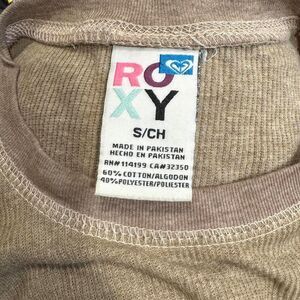 RO
XY
S/CH
MADE IN PAKISTAN
HECHO EN PAKISTAN
RN# 114199 CA# 32350
60% COTTON/ALGODON
40% POLYESTER/POLIESTER